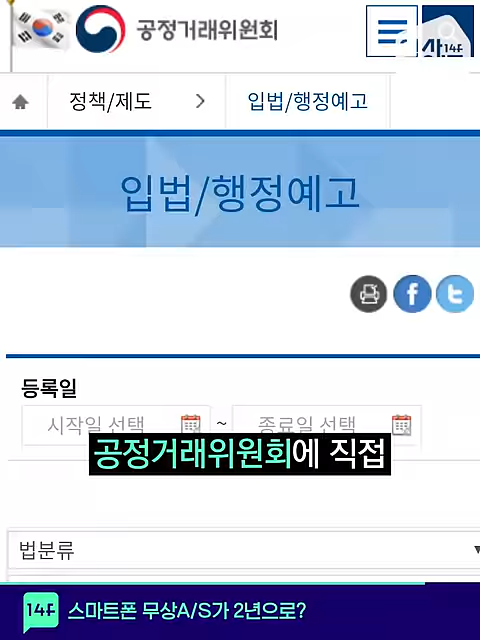 공정거래위원회
14F
정책/제도
입법/행정예고
입법/행정예고
등록일
시작일 선택 ~ 종료일 선택
공정거래위원회에 직접
법분류
14F 스마트폰 무상A/S가 2년으로?